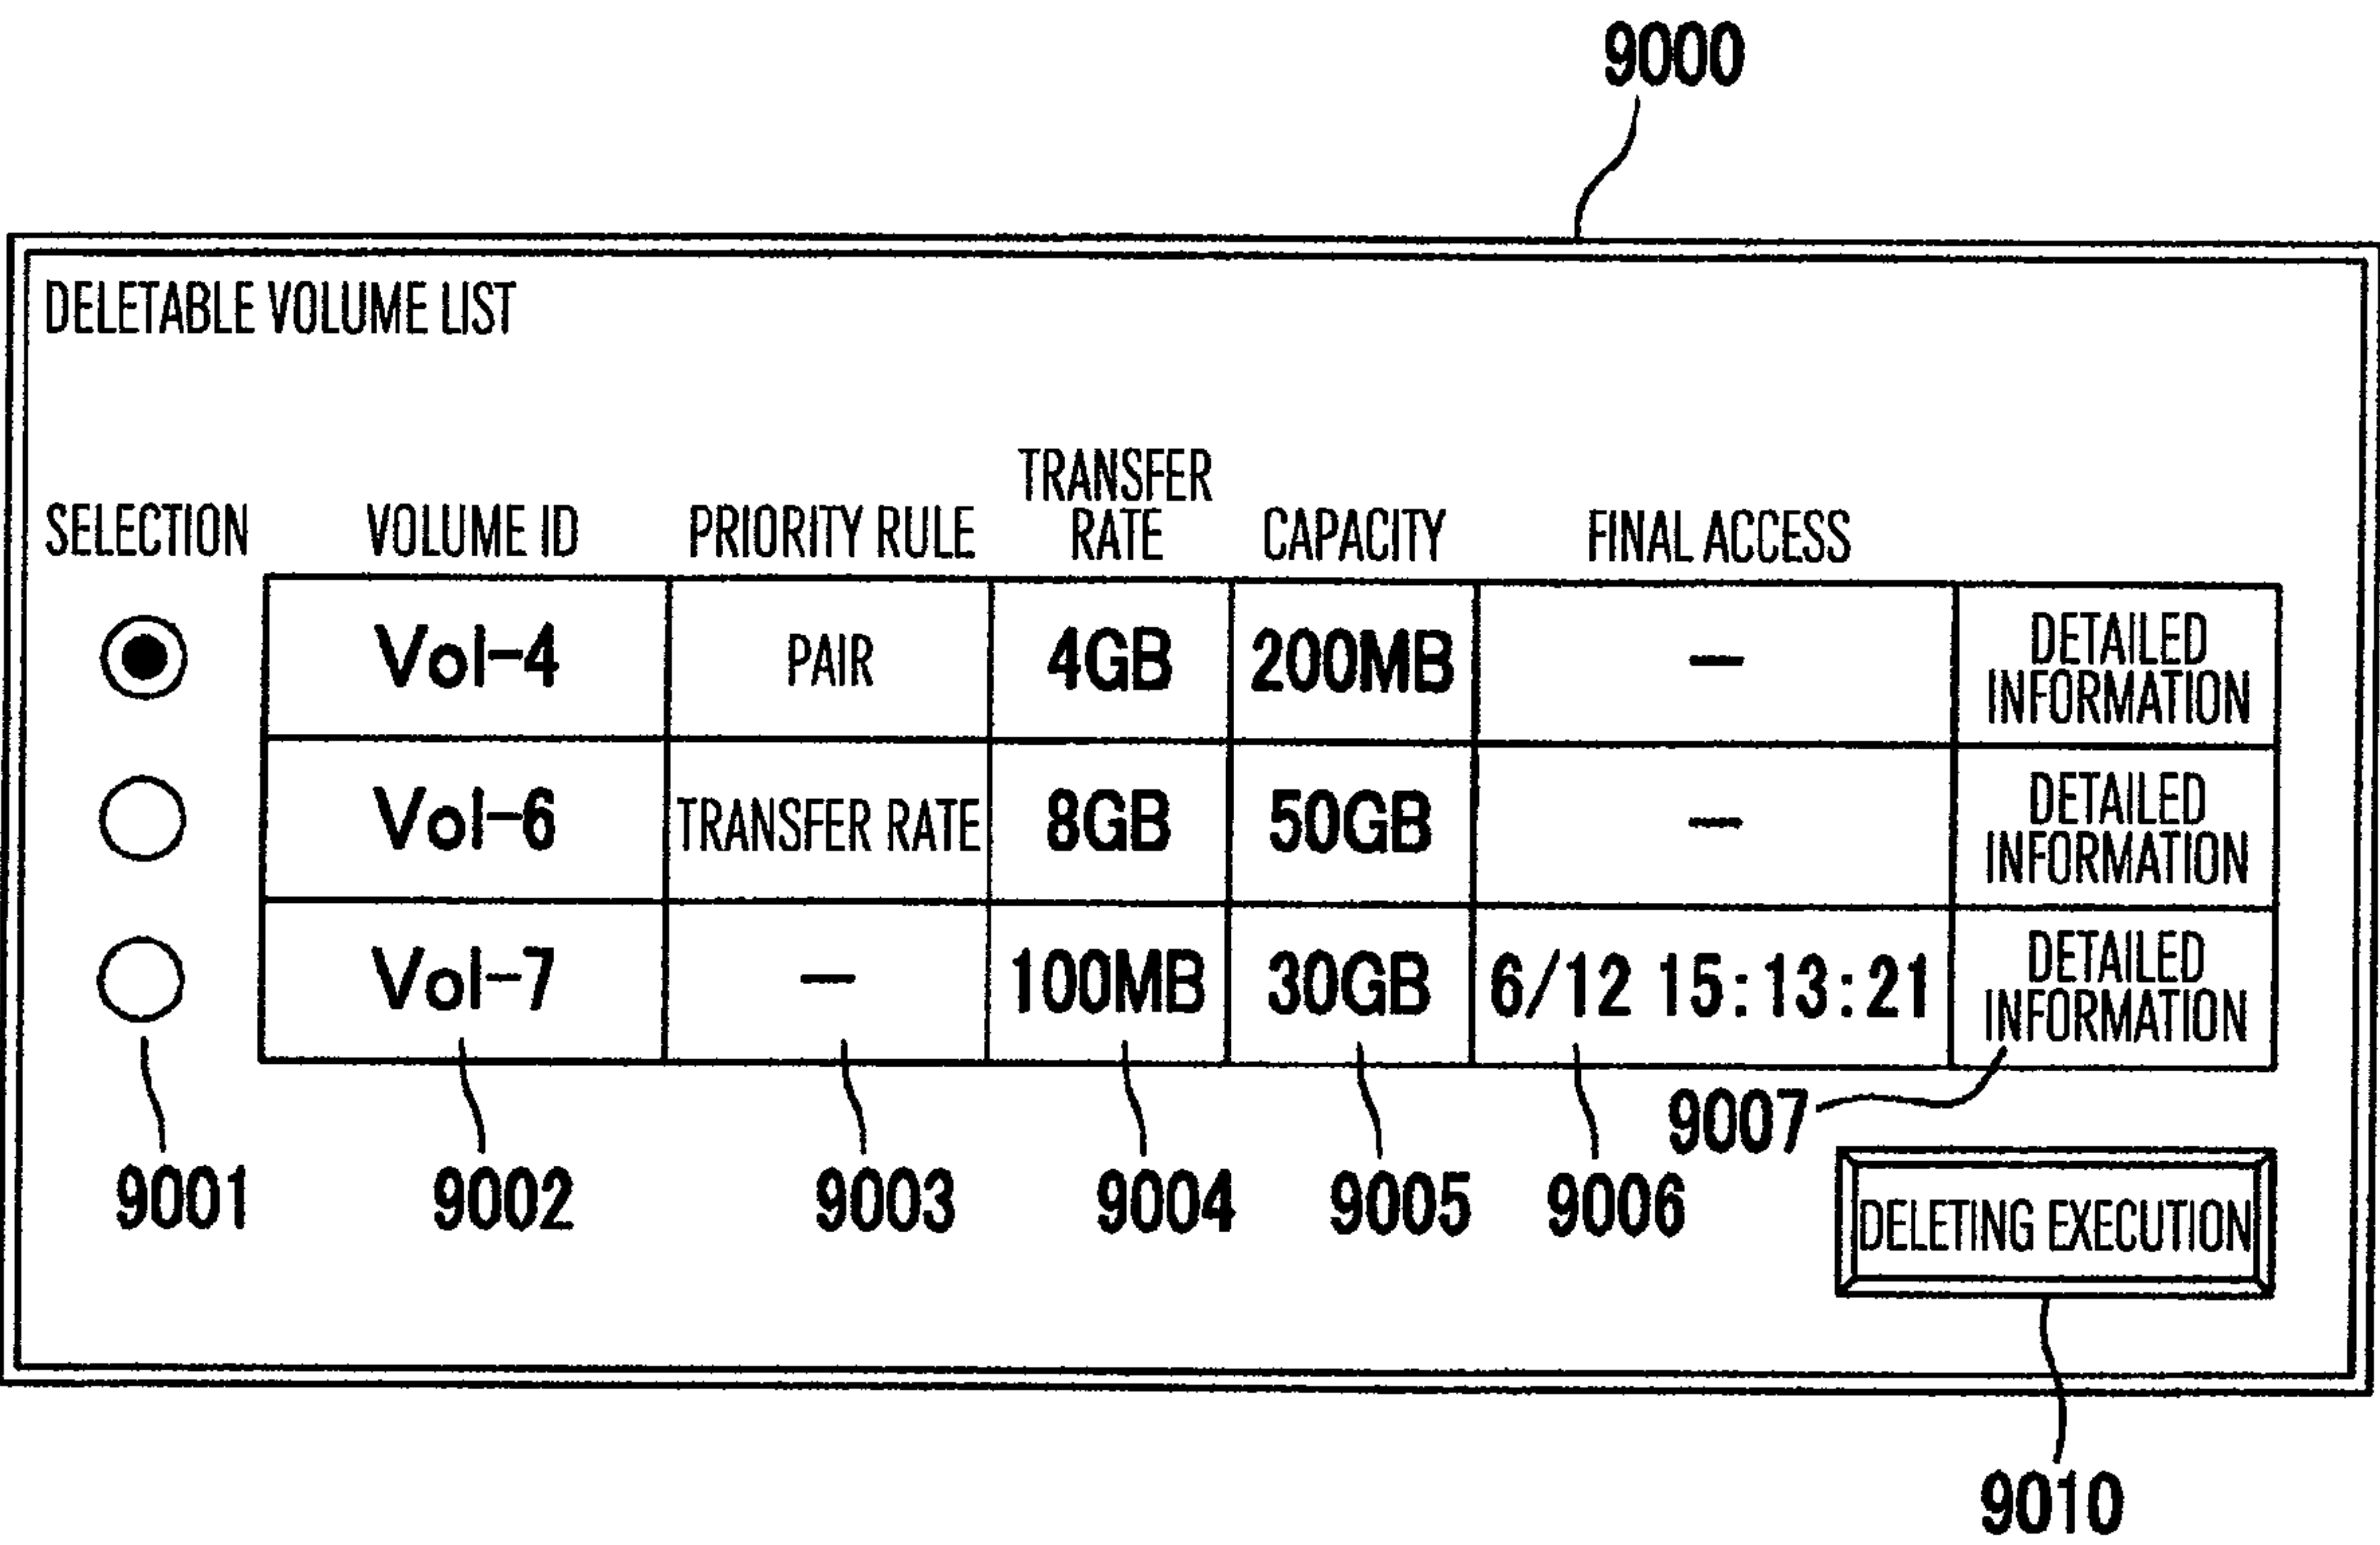 9000
DELETABLE VOLUME LIST
SELECTION VOLUME ID PRIORITY RULE TRANSFER RATE CAPACITY FINAL ACCESS
Vol-4 PAIR 4GB 200MB — DETAILED INFORMATION
Vol-6 TRANSFER RATE 8GB 50GB — DETAILED INFORMATION
Vol-7 — 100MB 30GB 6/12 15:13:21 DETAILED INFORMATION
9007
9001 9002 9003 9004 9005 9006
DELETING EXECUTION
9010